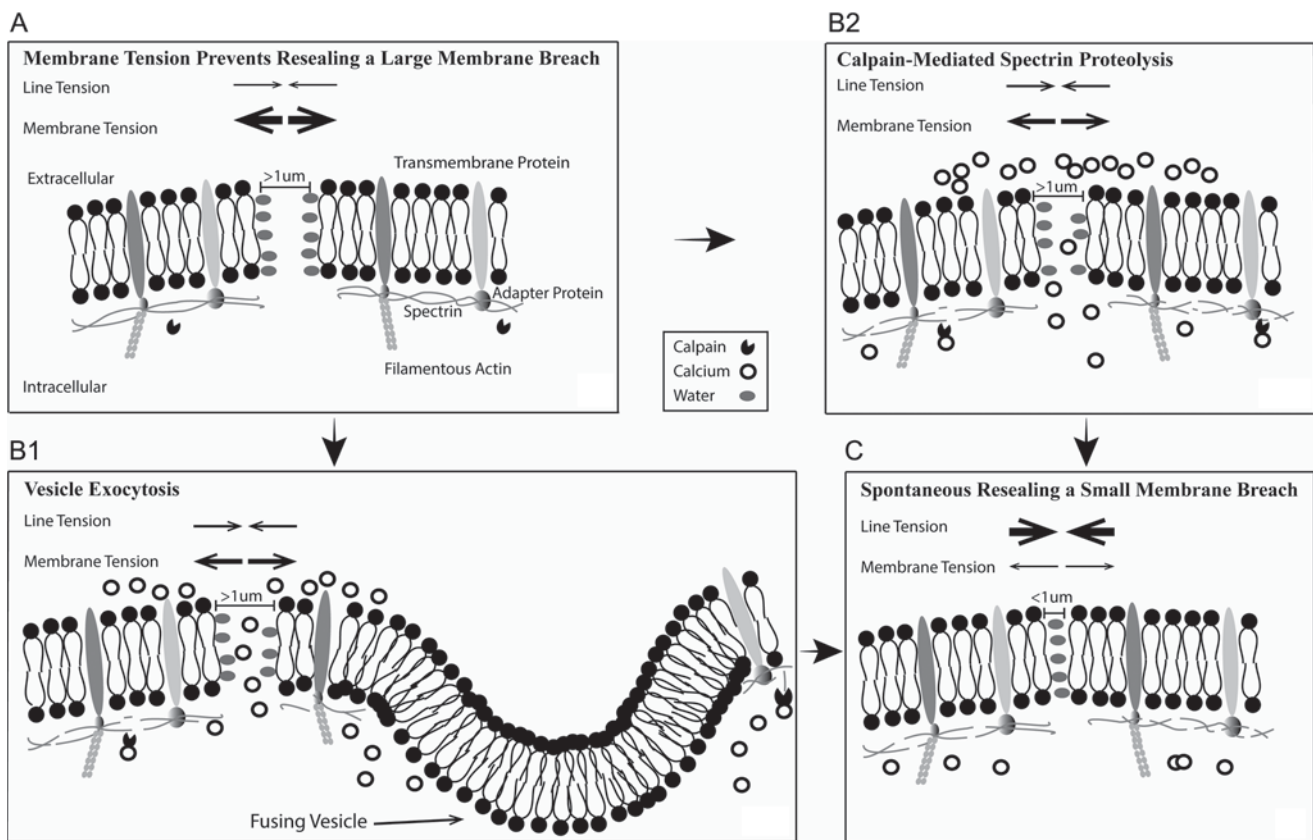 A
Membrane Tension Prevents Resealing a Large Membrane Breach
Line Tension
Membrane Tension
Extracellular
>1um
Transmembrane Protein
Adapter Protein
Spectrin
Filamentous Actin
Intracellular
Calpain
Calcium
Water
B2
Calpain-Mediated Spectrin Proteolysis
Line Tension
Membrane Tension
>1um
B1
Vesicle Exocytosis
Line Tension
Membrane Tension
>1um
Fusing Vesicle
C
Spontaneous Resealing a Small Membrane Breach
Line Tension
Membrane Tension
<1um